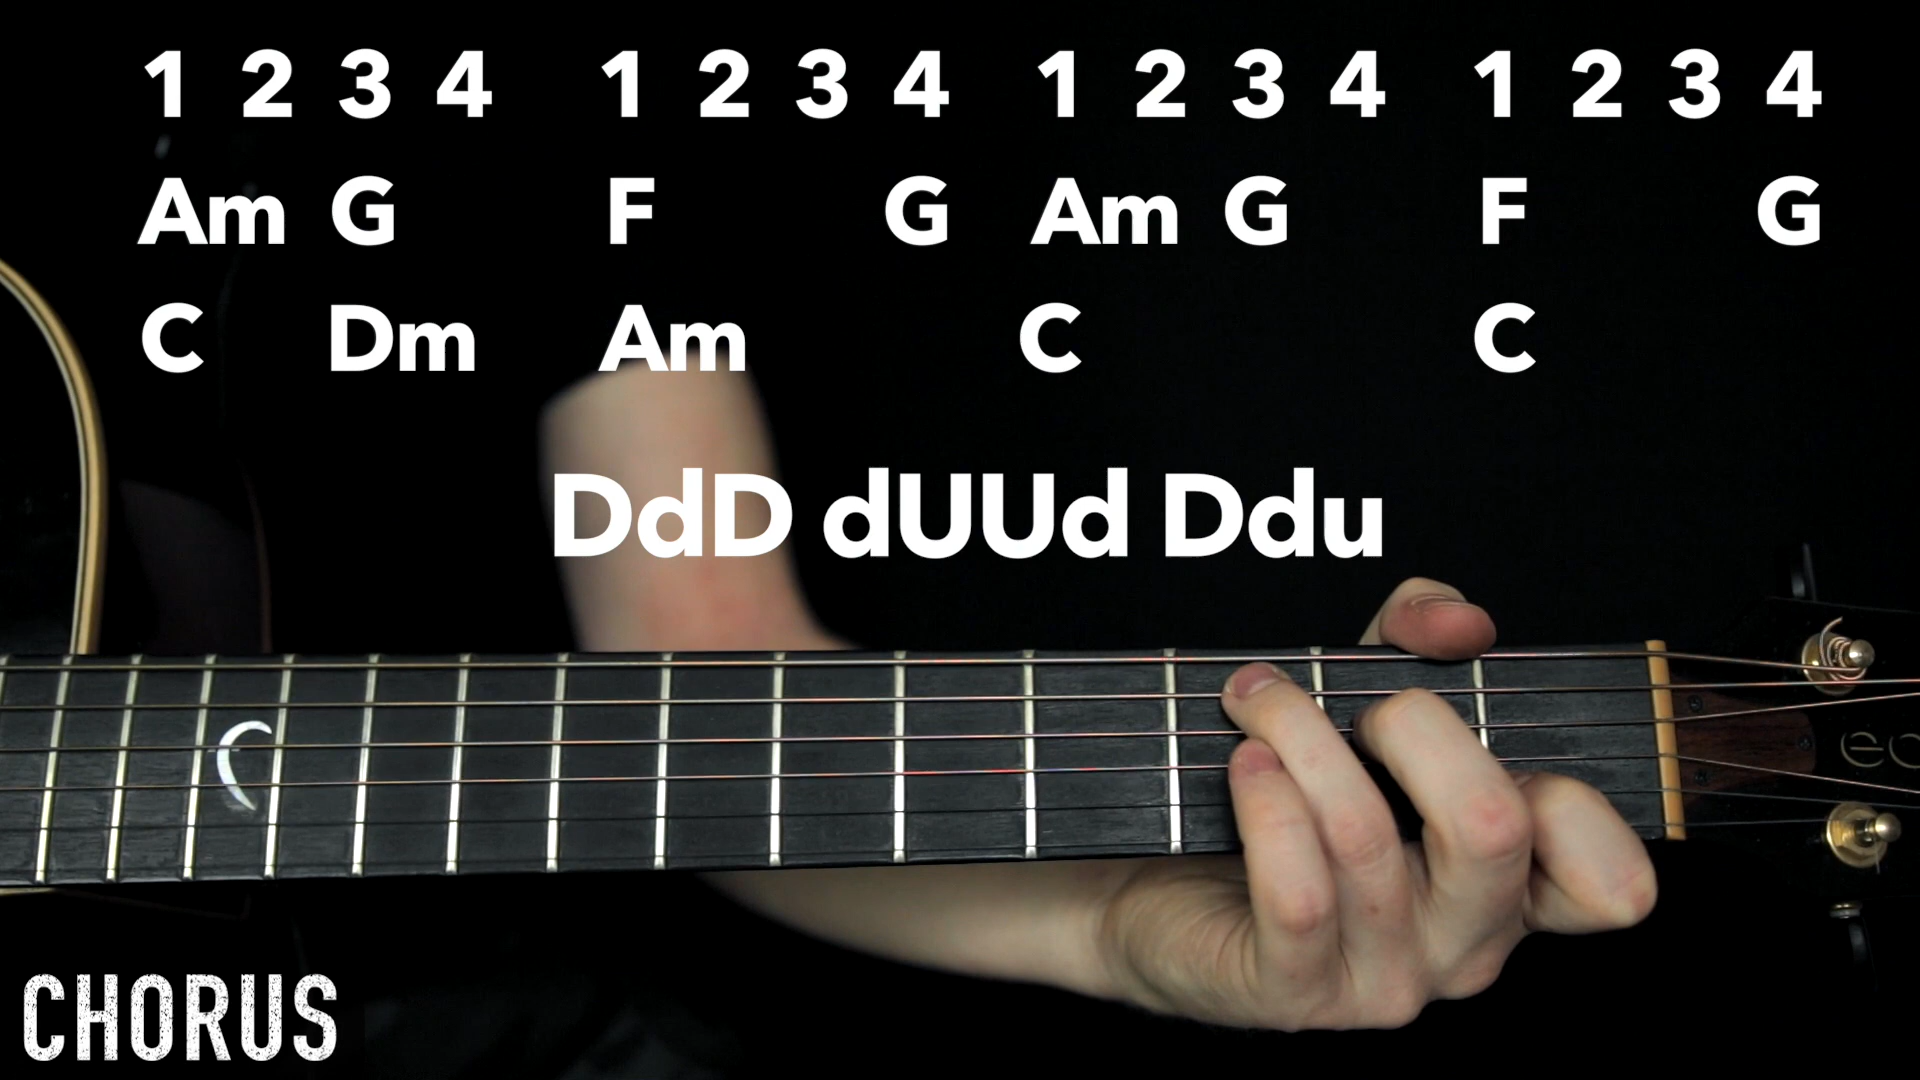 1 2 3 4 1 2 3 4 1 2 3 4 1 2 3 4
Am G F G Am G F G
C Dm Am C C
DdD dUUd Ddu
CHORUS